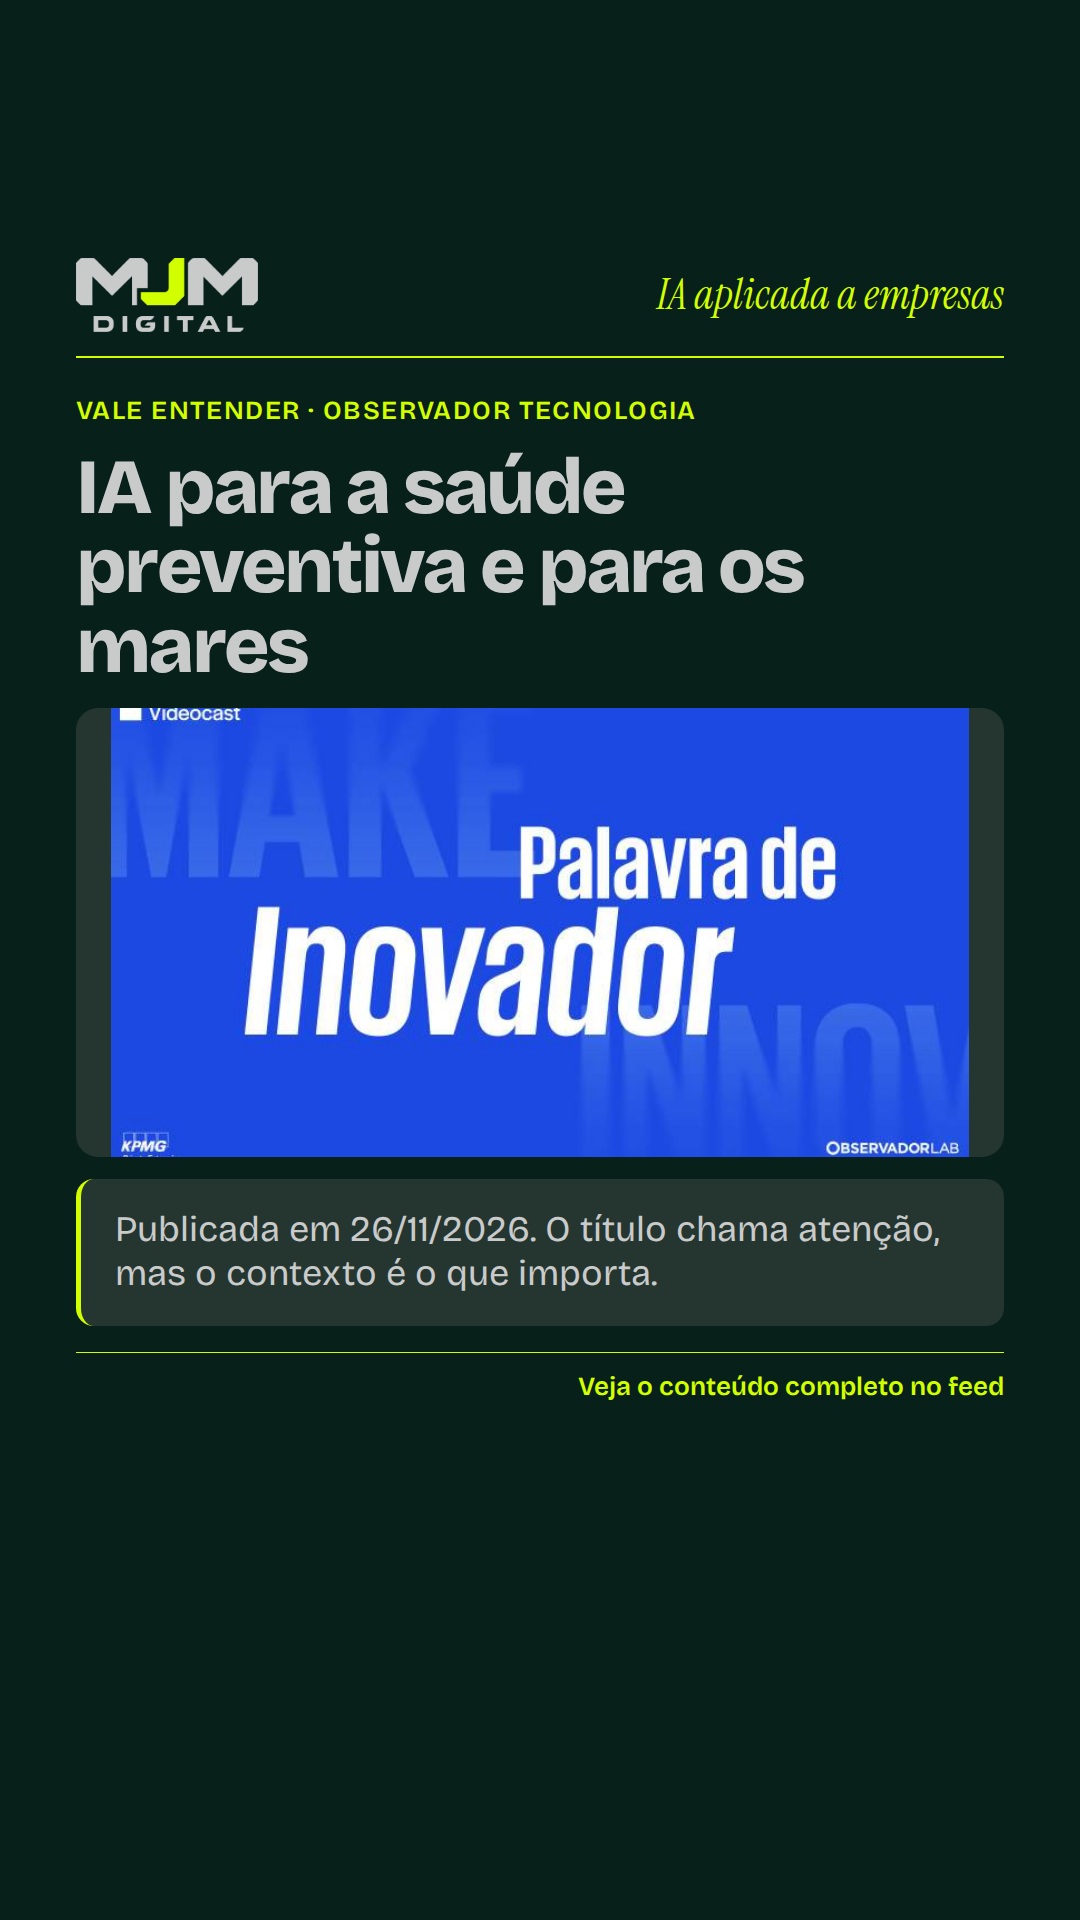 MJM
DIGITAL
IA aplicada a empresas
VALE ENTENDER · OBSERVADOR TECNOLOGIA
IA para a saúde
preventiva e para os
mares
Videocast
MAKE
Palavra de
Inovador
INNOV
KPMG
OBSERVADORLAB
Publicada em 26/11/2026. O título chama atenção,
mas o contexto é o que importa.
Veja o conteúdo completo no feed